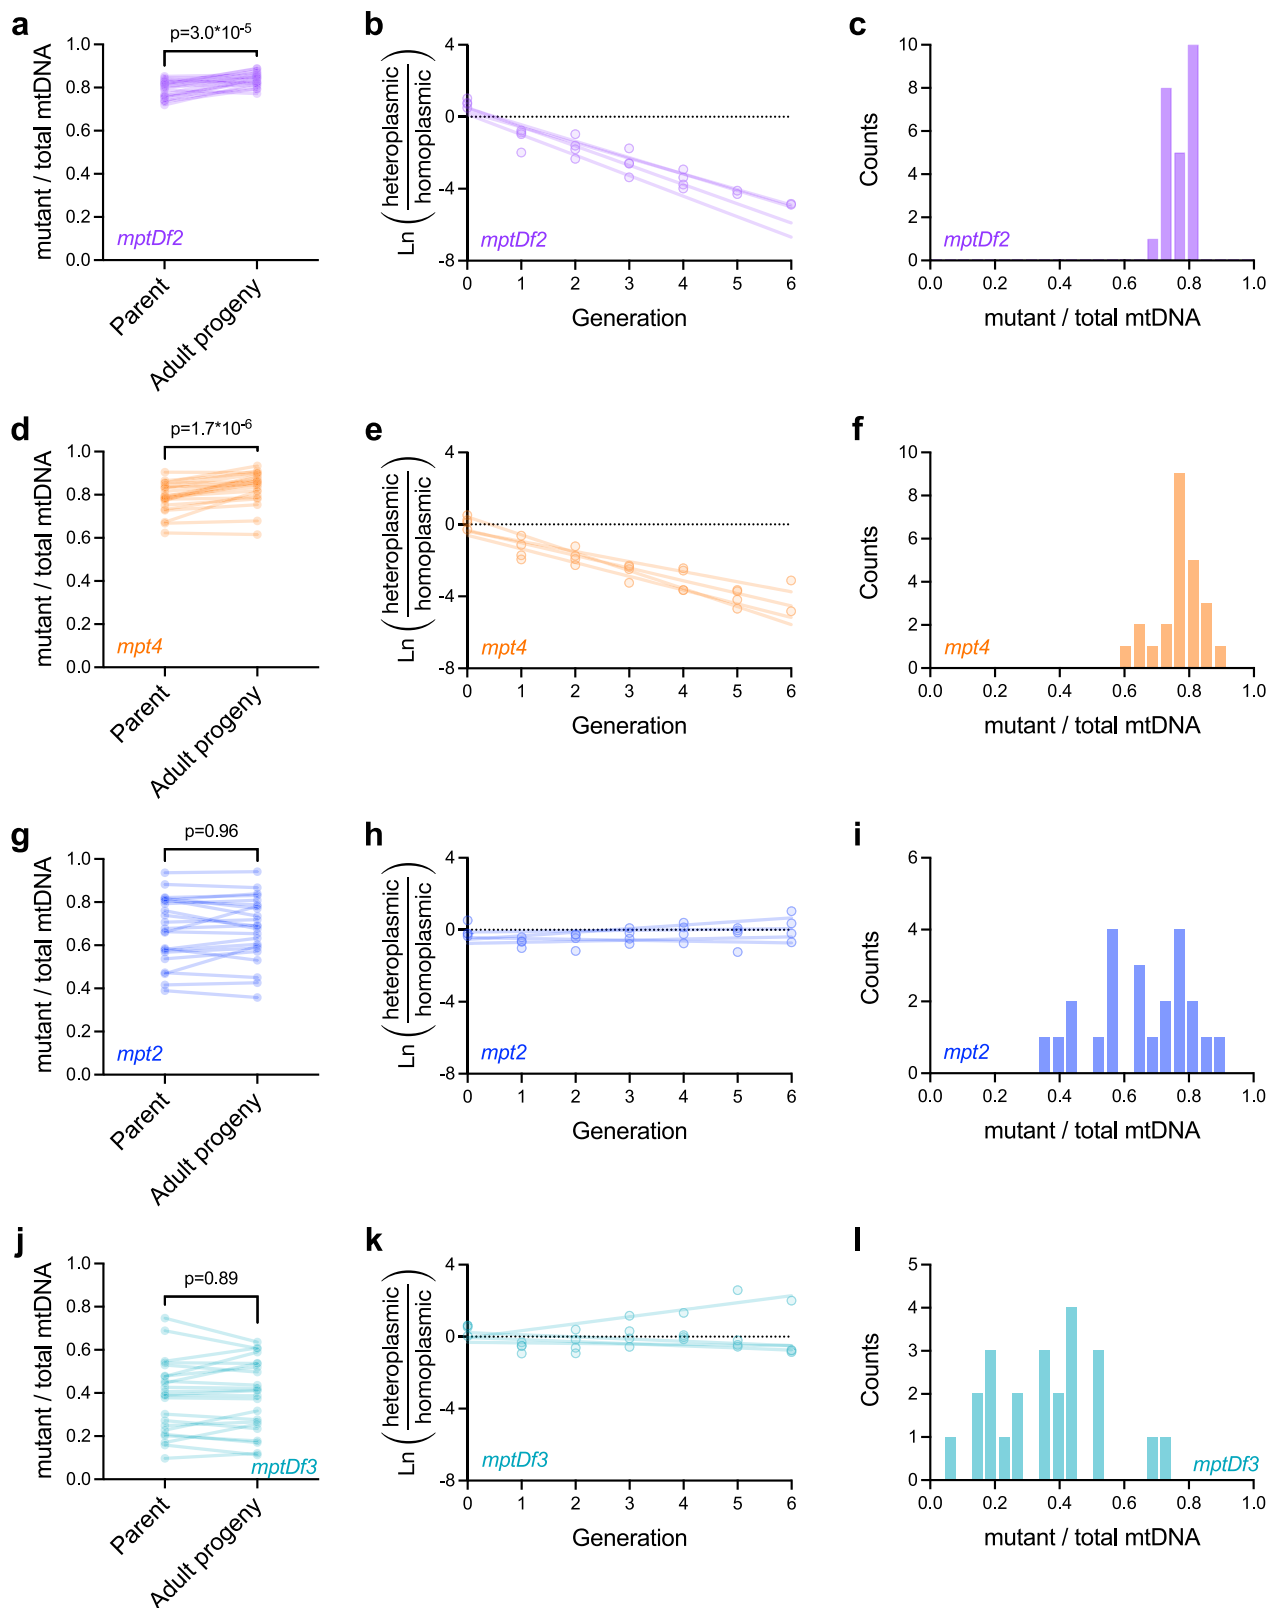 a
p=3.0*10-5
mutant / total mtDNA
1.0
0.8
0.6
0.4
0.2
0.0
mptDf2
Parent
Adult progeny
b
Ln ( heteroplasmic / homoplasmic )
4
0
-4
-8
mptDf2
0 1 2 3 4 5 6
Generation
c
Counts
10
8
6
4
2
0
mptDf2
0.0 0.2 0.4 0.6 0.8 1.0
mutant / total mtDNA
d
p=1.7*10-6
mutant / total mtDNA
1.0
0.8
0.6
0.4
0.2
0.0
mpt4
Parent
Adult progeny
e
Ln ( heteroplasmic / homoplasmic )
4
0
-4
-8
mpt4
0 1 2 3 4 5 6
Generation
f
Counts
10
8
6
4
2
0
mpt4
0.0 0.2 0.4 0.6 0.8 1.0
mutant / total mtDNA
g
p=0.96
mutant / total mtDNA
1.0
0.8
0.6
0.4
0.2
0.0
mpt2
Parent
Adult progeny
h
Ln ( heteroplasmic / homoplasmic )
4
0
-4
-8
mpt2
0 1 2 3 4 5 6
Generation
i
Counts
6
4
2
0
mpt2
0.0 0.2 0.4 0.6 0.8 1.0
mutant / total mtDNA
j
p=0.89
mutant / total mtDNA
1.0
0.8
0.6
0.4
0.2
0.0
mptDf3
Parent
Adult progeny
k
Ln ( heteroplasmic / homoplasmic )
4
0
-4
-8
mptDf3
0 1 2 3 4 5 6
Generation
l
Counts
5
4
3
2
1
0
mptDf3
0.0 0.2 0.4 0.6 0.8 1.0
mutant / total mtDNA